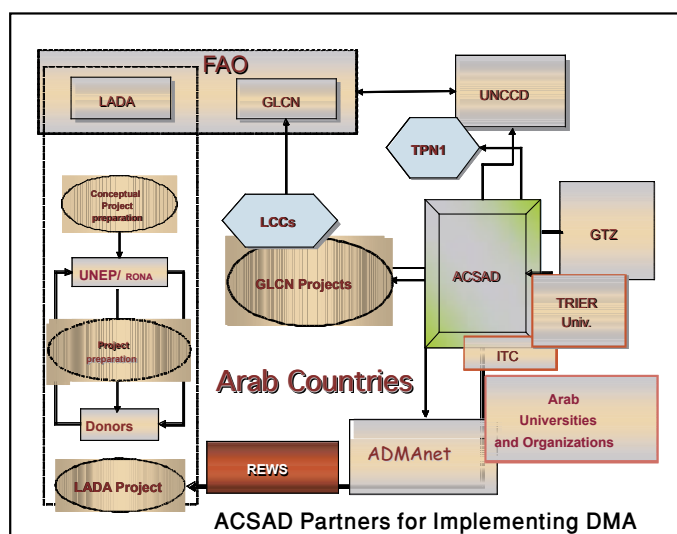 FAO
LADA
GLCN
UNCCD
TPN1
Conceptual
Project
preparation
LCCs
GTZ
ACSAD
UNEP/ RONA
GLCN Projects
TRIER
Univ.
Project
preparation
ITC
Arab Countries
Arab
Universities
and Organizations
Donors
ADMAnet
REWS
LADA Project
ACSAD Partners for Implementing DMA